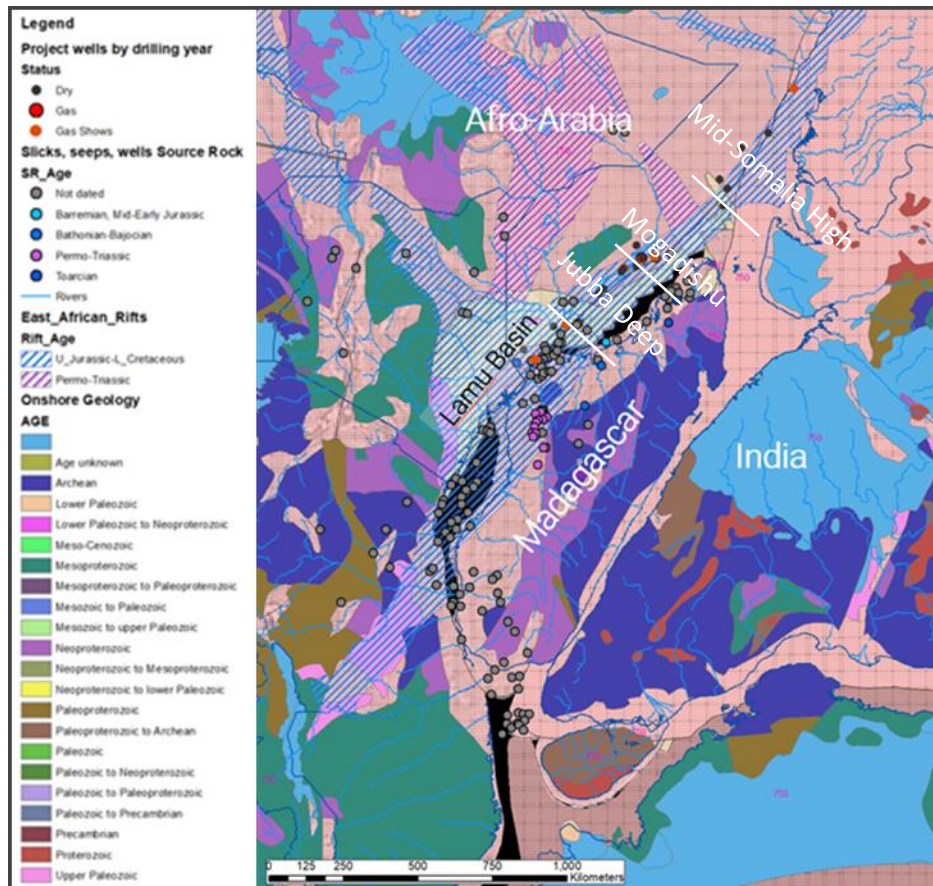 Legend
Project wells by drilling year
Status
Dry
Gas
Gas Shows
Slicks, seeps, wells Source Rock
SR_Age
Not dated
Barremian, Mid-Early Jurassic
Bathonian-Bajocian
Permo-Triassic
Toarcian
Rivers
East_African_Rifts
Rift_Age
U_Jurassic-L_Cretaceous
Permo-Triassic
Onshore Geology
AGE
Age unknown
Archean
Lower Paleozoic
Lower Paleozoic to Neoproterozoic
Meso-Cenozoic
Mesoproterozoic
Mesoproterozoic to Paleoproterozoic
Mesozoic to Paleozoic
Mesozoic to upper Paleozoic
Neoproterozoic
Neoproterozoic to Mesoproterozoic
Neoproterozoic to lower Paleozoic
Paleoproterozoic
Paleoproterozoic to Archean
Paleozoic
Paleozoic to Neoproterozoic
Paleozoic to Paleoproterozoic
Paleozoic to Precambrian
Precambrian
Proterozoic
Upper Paleozoic
750
Afro-Arabia
Mid-Somalia High
Mogadishu
Jubba Deep
750
Lamu Basin
Madagascar
750
India
750
0 125 250 500 750 1,000
Kilometers